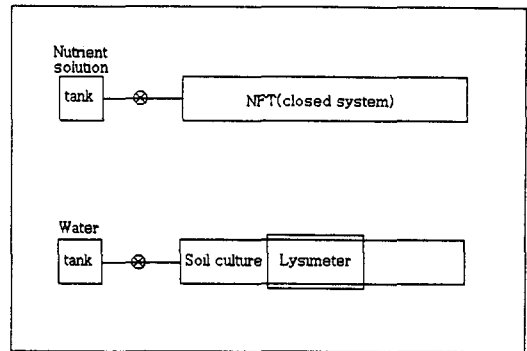 Nutrient
solution
tank
NFT(closed system)
Water
tank
Soil culture
Lysimeter